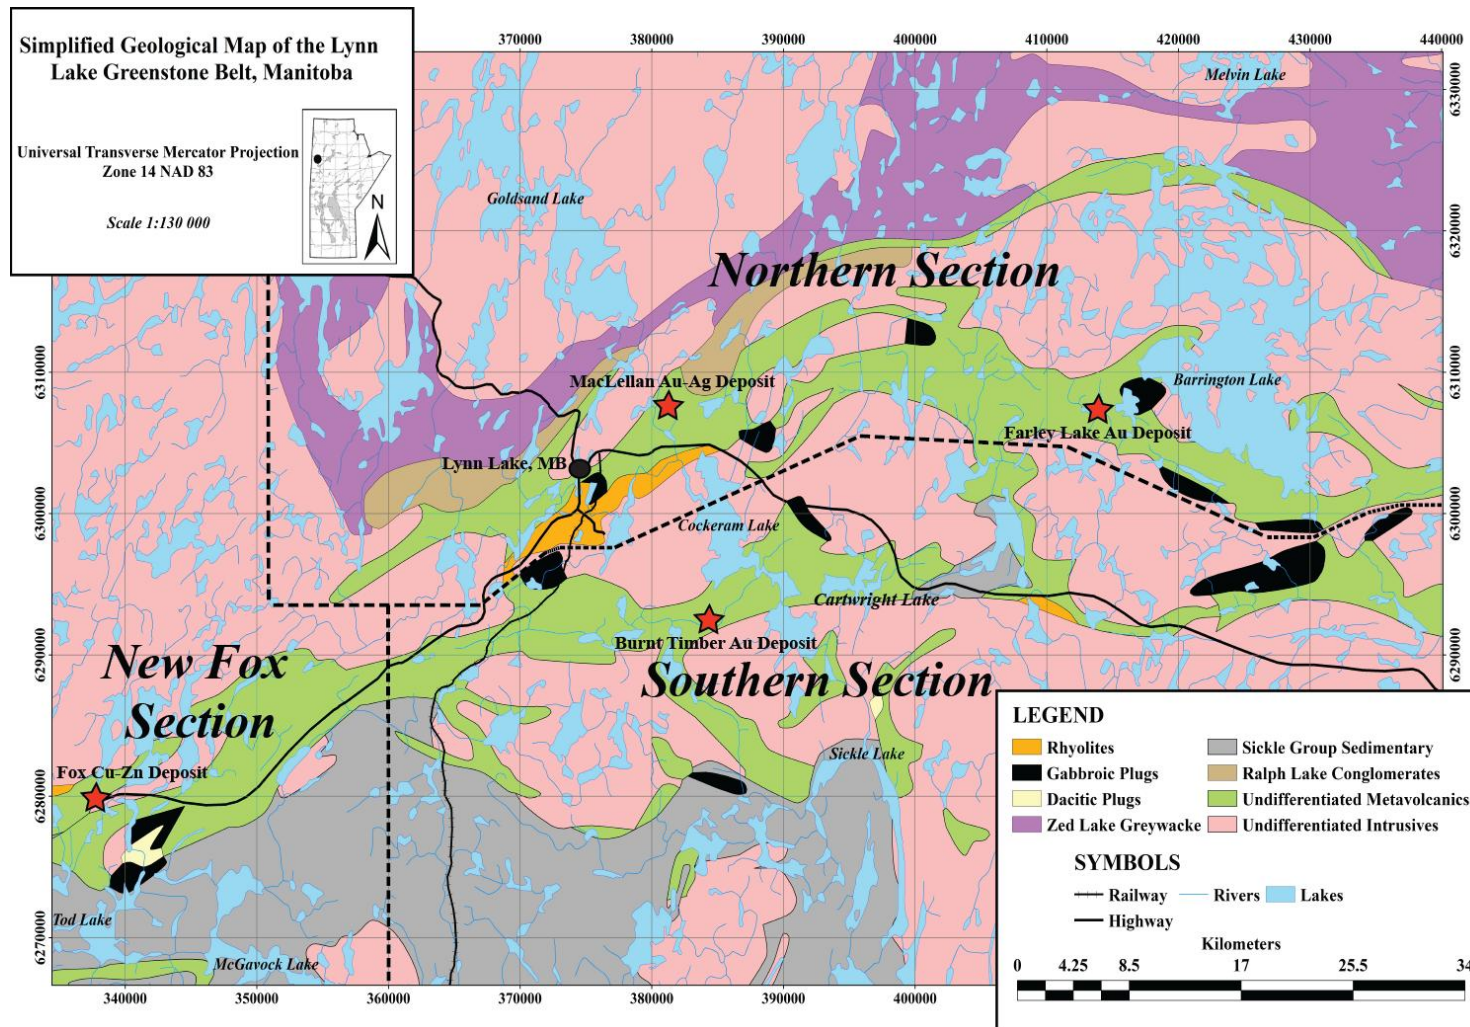 Simplified Geological Map of the Lynn
Lake Greenstone Belt, Manitoba
Universal Transverse Mercator Projection
Zone 14 NAD 83
Scale 1:130 000
N
370000 380000 390000 400000 410000 420000 430000 440000
Melvin Lake
6330000
Goldsand Lake
6320000
Northern Section
6310000
6310000
MacLellan Au-Ag Deposit
Barrington Lake
Farley Lake Au Deposit
Lynn Lake, MB
6300000
Cockeram Lake
6300000
Cartwright Lake
Burnt Timber Au Deposit
6290000
6290000
New Fox
Section
Southern Section
Sickle Lake
Fox Cu-Zn Deposit
6280000
Tod Lake
6270000
McGavock Lake
340000 350000 360000 370000 380000 390000 400000
LEGEND
Rhyolites
Gabbroic Plugs
Dacitic Plugs
Zed Lake Greywacke
Sickle Group Sedimentary
Ralph Lake Conglomerates
Undifferentiated Metavolcanics
Undifferentiated Intrusives
SYMBOLS
Railway Rivers Lakes
Highway
Kilometers
0 4.25 8.5 17 25.5 34